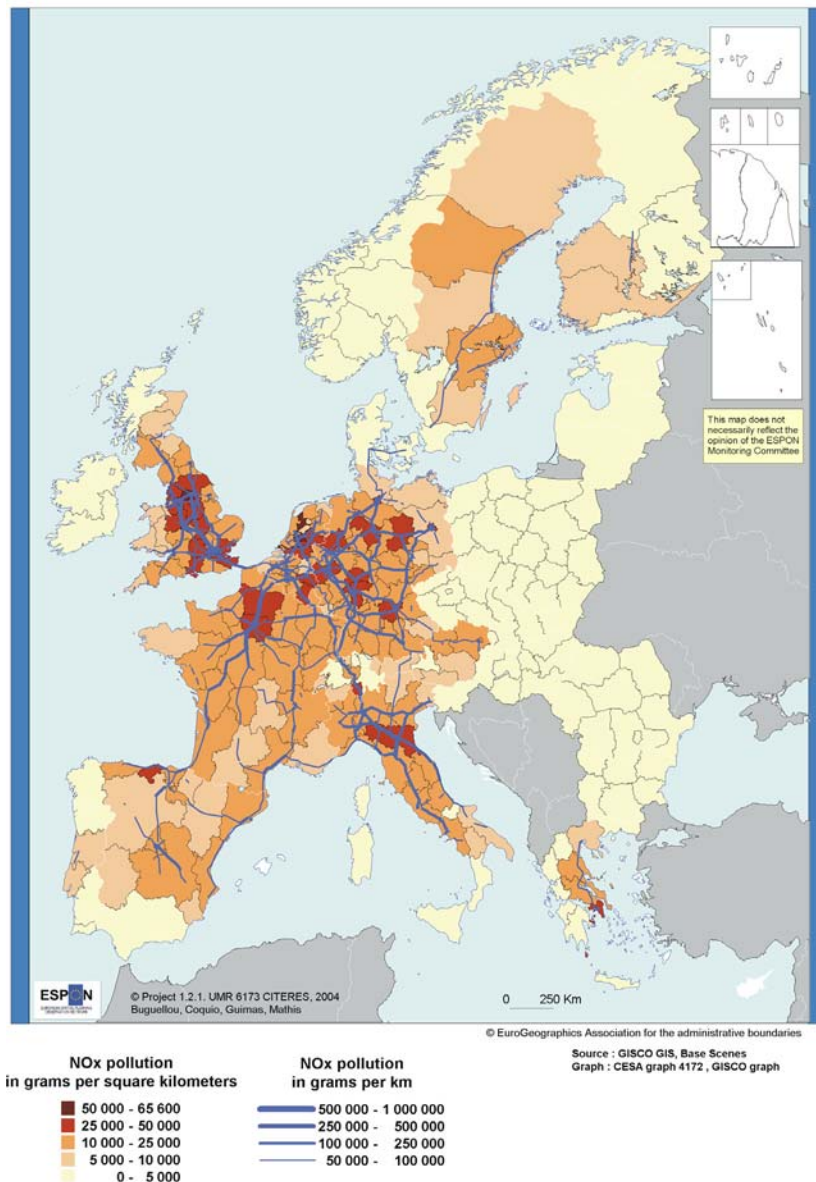 This map does not
necessarily reflect the
opinion of the ESPON
Monitoring Committee
ESPON
© Project 1.2.1. UMR 6173 CITERES, 2004
Buguellou, Coquio, Guimas, Mathis
0 250 Km
© EuroGeographics Association for the administrative boundaries
Source : GISCO GIS, Base Scenes
Graph : CESA graph 4172 , GISCO graph
NOx pollution
in grams per square kilometers
50 000 - 65 600
25 000 - 50 000
10 000 - 25 000
5 000 - 10 000
0 - 5 000
NOx pollution
in grams per km
500 000 - 1 000 000
250 000 - 500 000
100 000 - 250 000
50 000 - 100 000